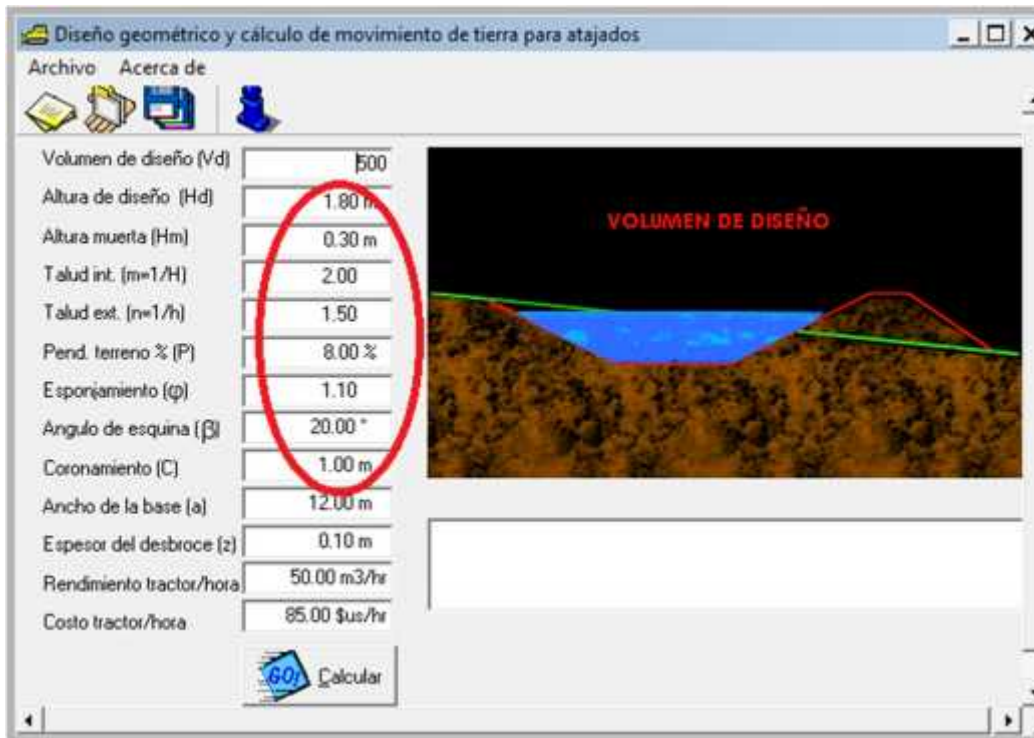 Diseño geométrico y cálculo de movimiento de tierra para atajados
Archivo Acerca de
Volumen de diseño (Vd) 500
Altura de diseño (Hd) 1.80 m
Altura muerta (Hm) 0.30 m
Talud int. (m=1/H) 2.00
Talud ext. (n=1/h) 1.50
Pend. terreno % (P) 8.00 %
Esponjamiento (φ) 1.10
Angulo de esquina (β) 20.00 °
Coronamiento (C) 1.00 m
Ancho de la base (a) 12.00 m
Espesor del desbroce (z) 0.10 m
Rendimiento tractor/hora 50.00 m3/hr
Costo tractor/hora 85.00 $us/hr
GO! Calcular
VOLUMEN DE DISEÑO